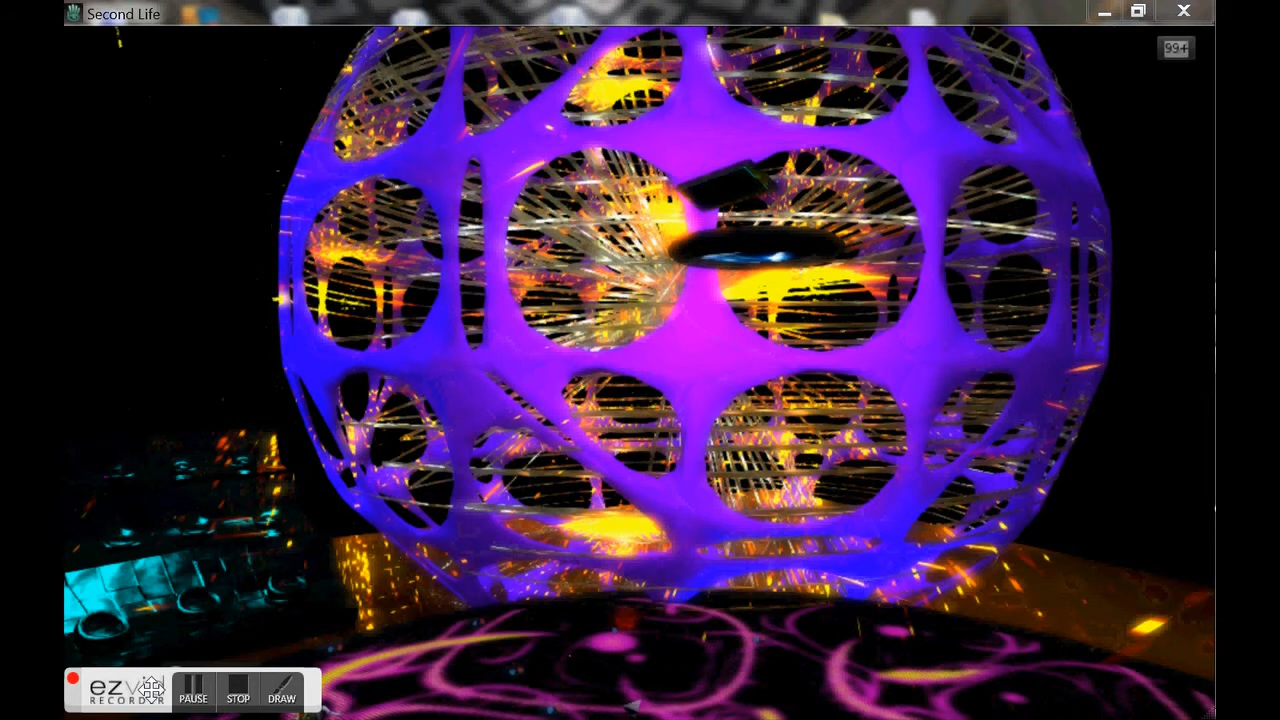 Second Life
99+
ezvid
RECORDER
PAUSE STOP DRAW